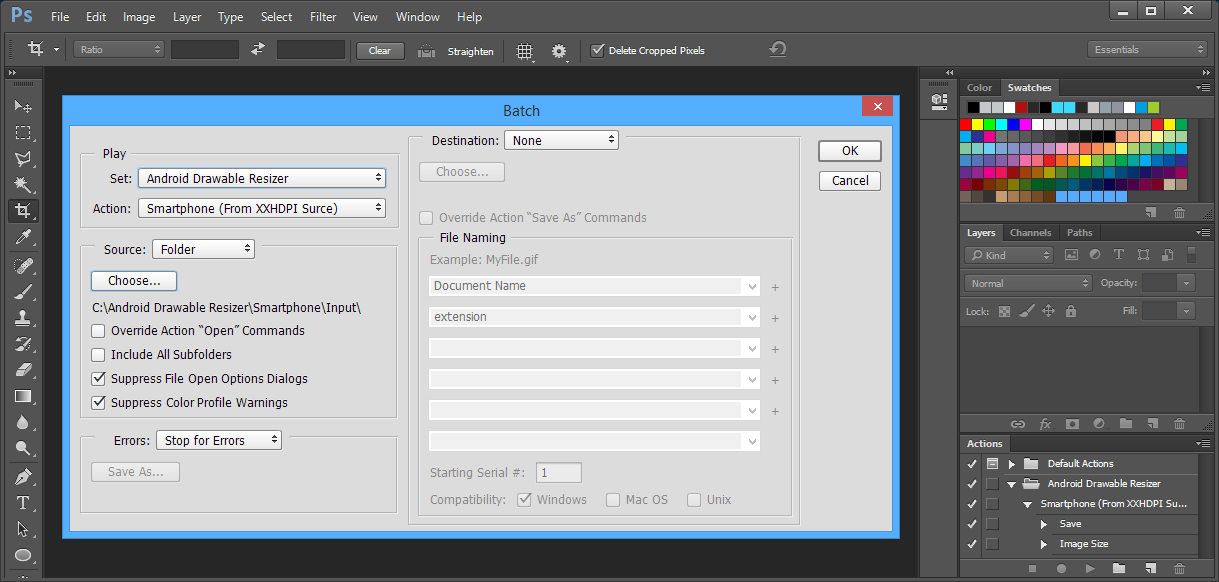 Ps File Edit Image Layer Type Select Filter View Window Help
Ratio Clear Straighten Delete Cropped Pixels Essentials
Batch
Play
Set: Android Drawable Resizer
Action: Smartphone (From XXHDPI Surce)
Source: Folder
Choose...
C:\Android Drawable Resizer\Smartphone\Input\
Override Action “Open” Commands
Include All Subfolders
Suppress File Open Options Dialogs
Suppress Color Profile Warnings
Errors: Stop for Errors
Save As...
Destination: None
Choose...
Override Action “Save As” Commands
File Naming
Example: MyFile.gif
Document Name +
extension +
+
+
+
Starting Serial #: 1
Compatibility: Windows Mac OS Unix
OK
Cancel
Color Swatches
Layers Channels Paths
Kind
Normal Opacity:
Lock: Fill:
fx
Actions
Default Actions
Android Drawable Resizer
Smartphone (From XXHDPI Su...
Save
Image Size